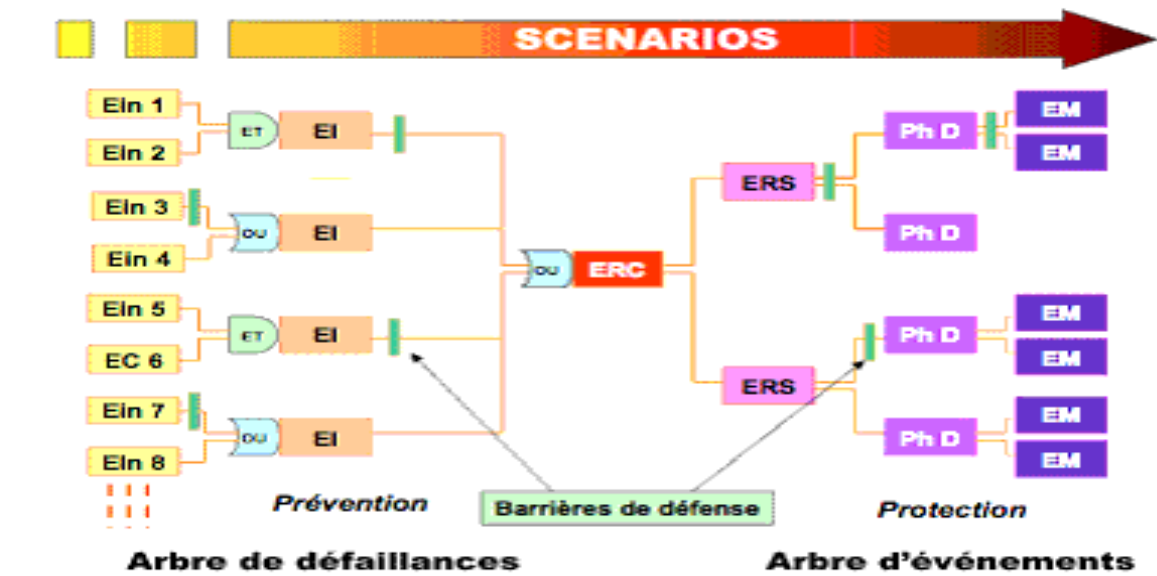 SCENARIOS
Ein 1
Ein 2
ET
EI
Ein 3
Ein 4
OU
EI
Ein 5
EC 6
ET
EI
Ein 7
Ein 8
OU
EI
OU
ERC
ERS
ERS
Ph D
Ph D
Ph D
Ph D
EM
EM
EM
EM
EM
EM
Prévention
Barrières de défense
Protection
Arbre de défaillances
Arbre d'événements